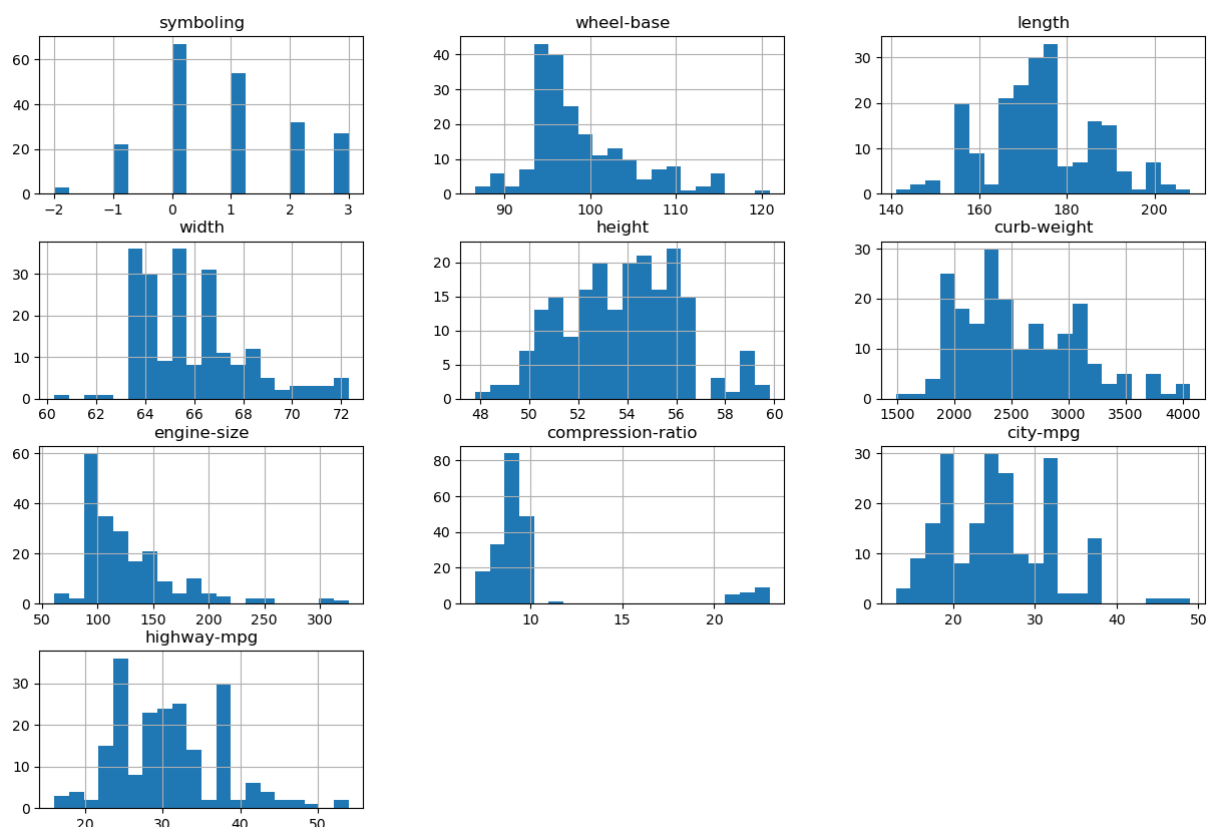 symboling
60
40
20
0
−2 −1 0 1 2 3
wheel-base
40
30
20
10
0
90 100 110 120
length
30
20
10
0
140 160 180 200
width
30
20
10
0
60 62 64 66 68 70 72
height
20
15
10
5
0
48 50 52 54 56 58 60
curb-weight
30
20
10
0
1500 2000 2500 3000 3500 4000
engine-size
60
40
20
0
50 100 150 200 250 300
compression-ratio
80
60
40
20
0
10 15 20
city-mpg
30
20
10
0
20 30 40 50
highway-mpg
30
20
10
0
20 30 40 50